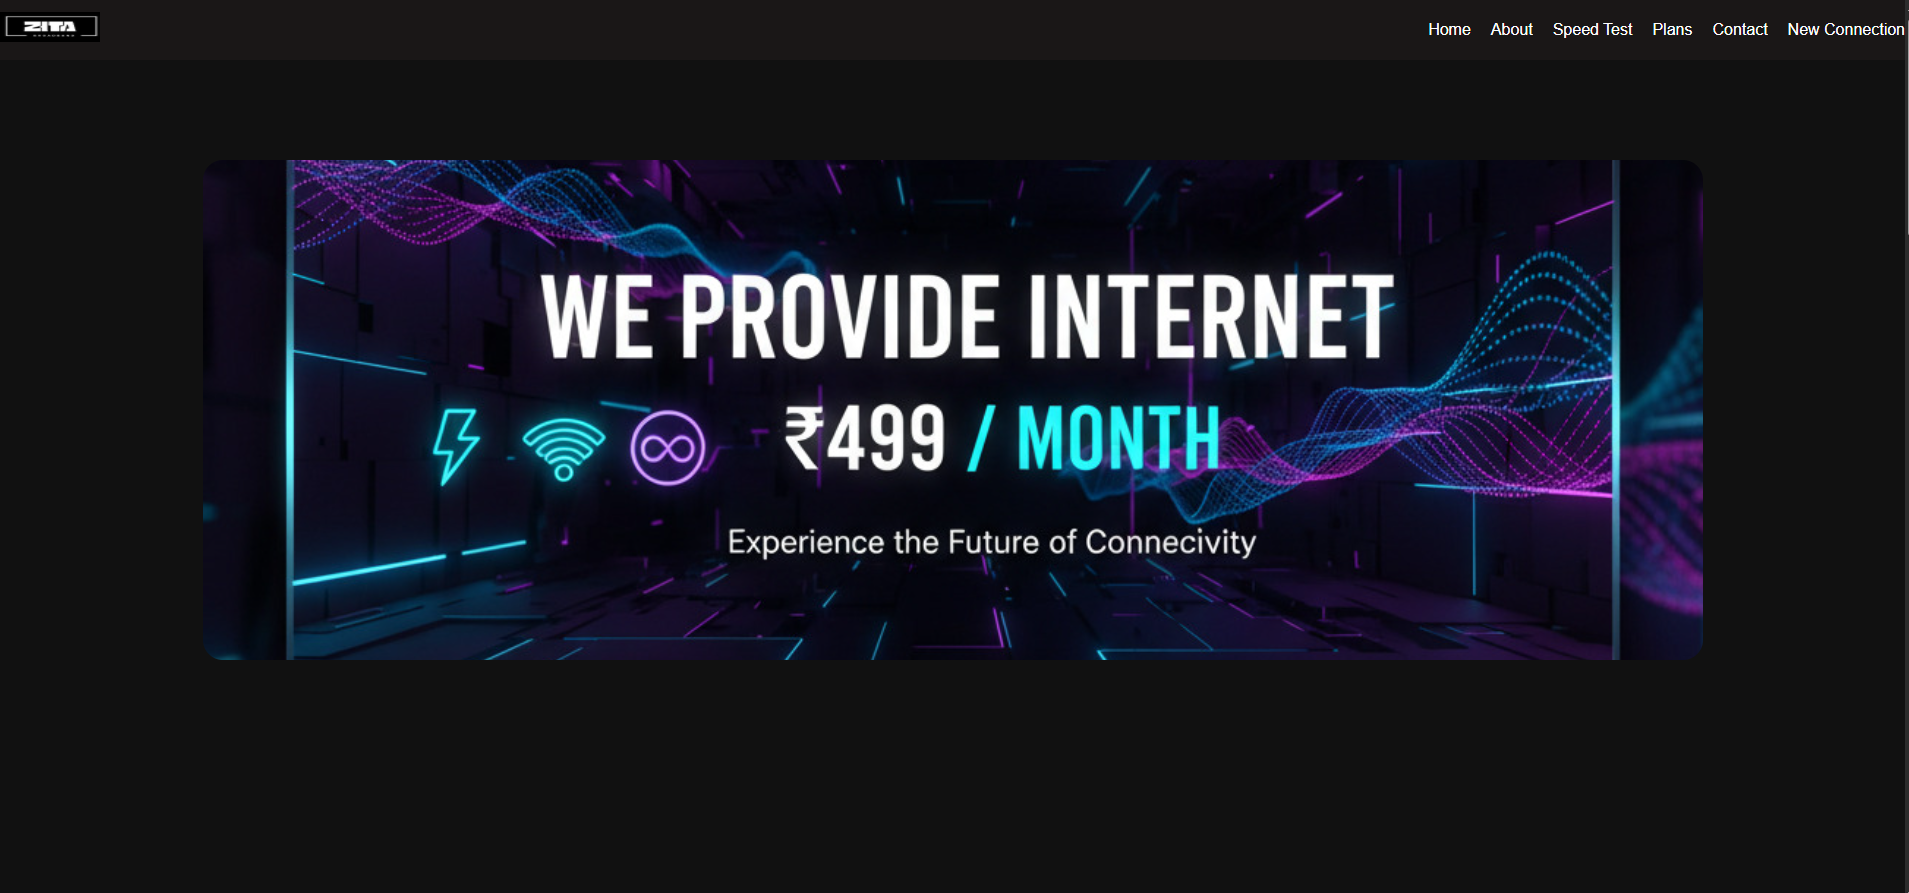 ZITA
Home About Speed Test Plans Contact New Connection
WE PROVIDE INTERNET
₹499 / MONTH
Experience the Future of Connecivity